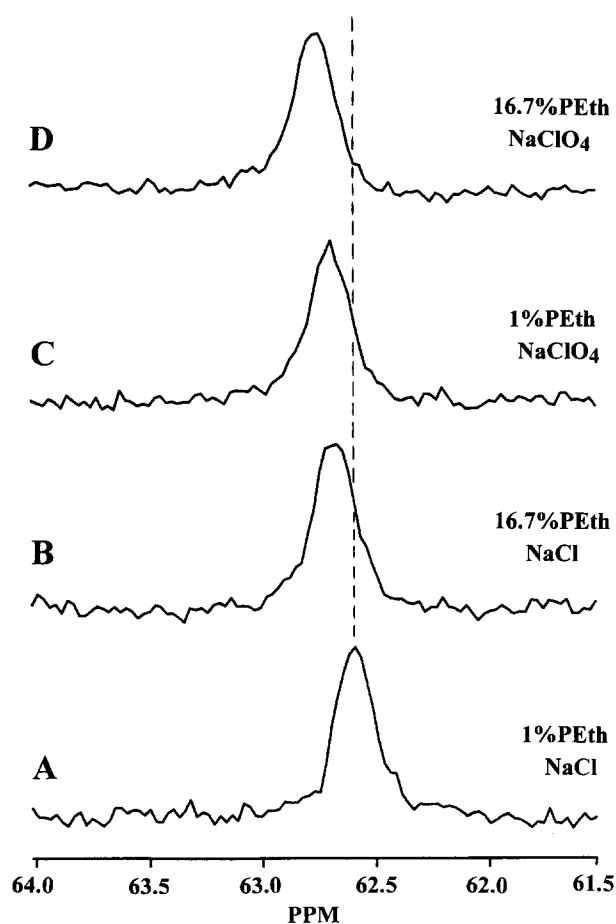 D
16.7%PEth
NaClO4
C
1%PEth
NaClO4
B
16.7%PEth
NaCl
A
1%PEth
NaCl
64.0 63.5 63.0 62.5 62.0 61.5
PPM